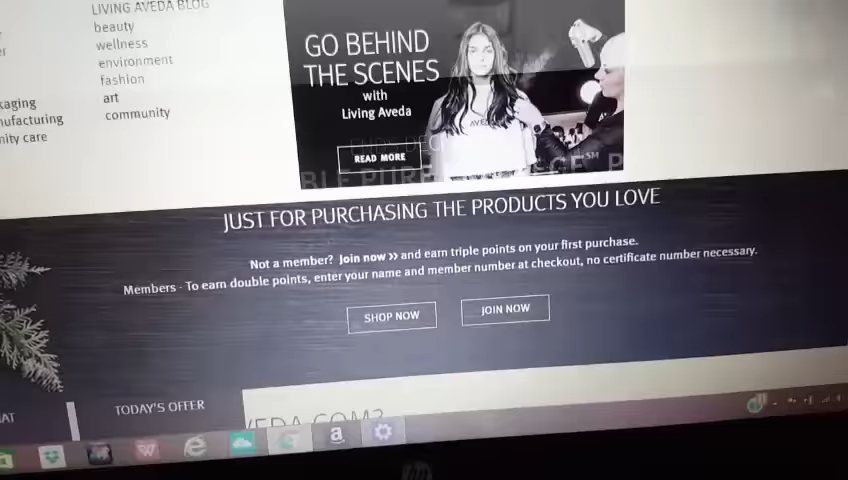 LIVING AVEDA BLOG
beauty
wellness
environment
fashion
art
community
care
GO BEHIND
THE SCENES
with
Living Aveda
READ MORE
AVEDA
JUST FOR PURCHASING THE PRODUCTS YOU LOVE
Not a member? Join now >> and earn triple points on your first purchase.
Members - To earn double points, enter your name and member number at checkout, no certificate number necessary.
SHOP NOW
JOIN NOW
TODAY'S OFFER
hp